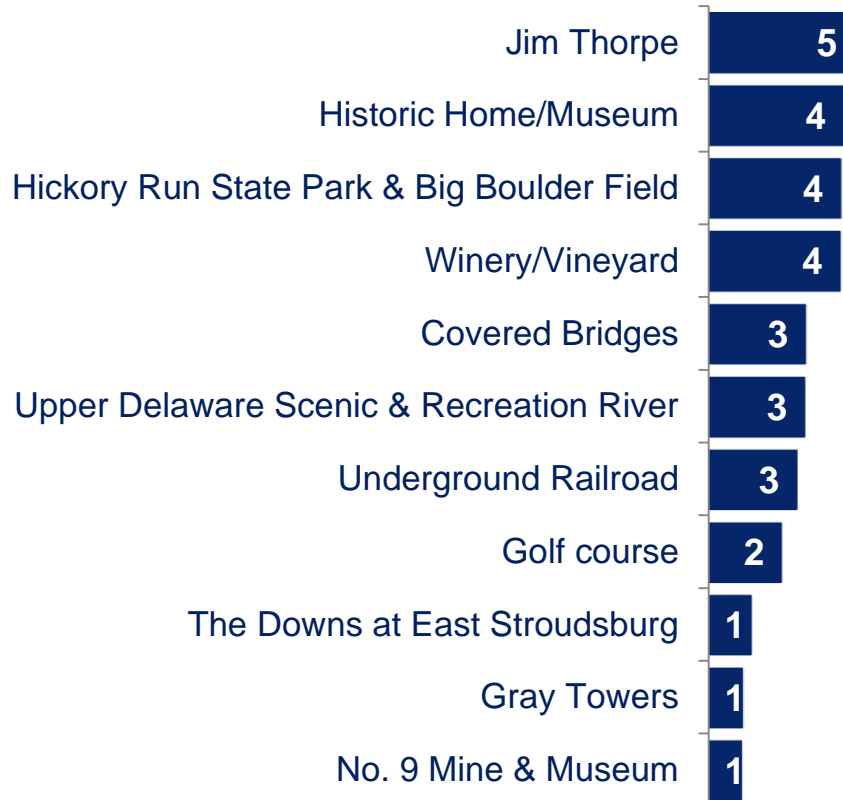 Jim Thorpe 5
Historic Home/Museum 4
Hickory Run State Park & Big Boulder Field 4
Winery/Vineyard 4
Covered Bridges 3
Upper Delaware Scenic & Recreation River 3
Underground Railroad 3
Golf course 2
The Downs at East Stroudsburg 1
Gray Towers 1
No. 9 Mine & Museum 1